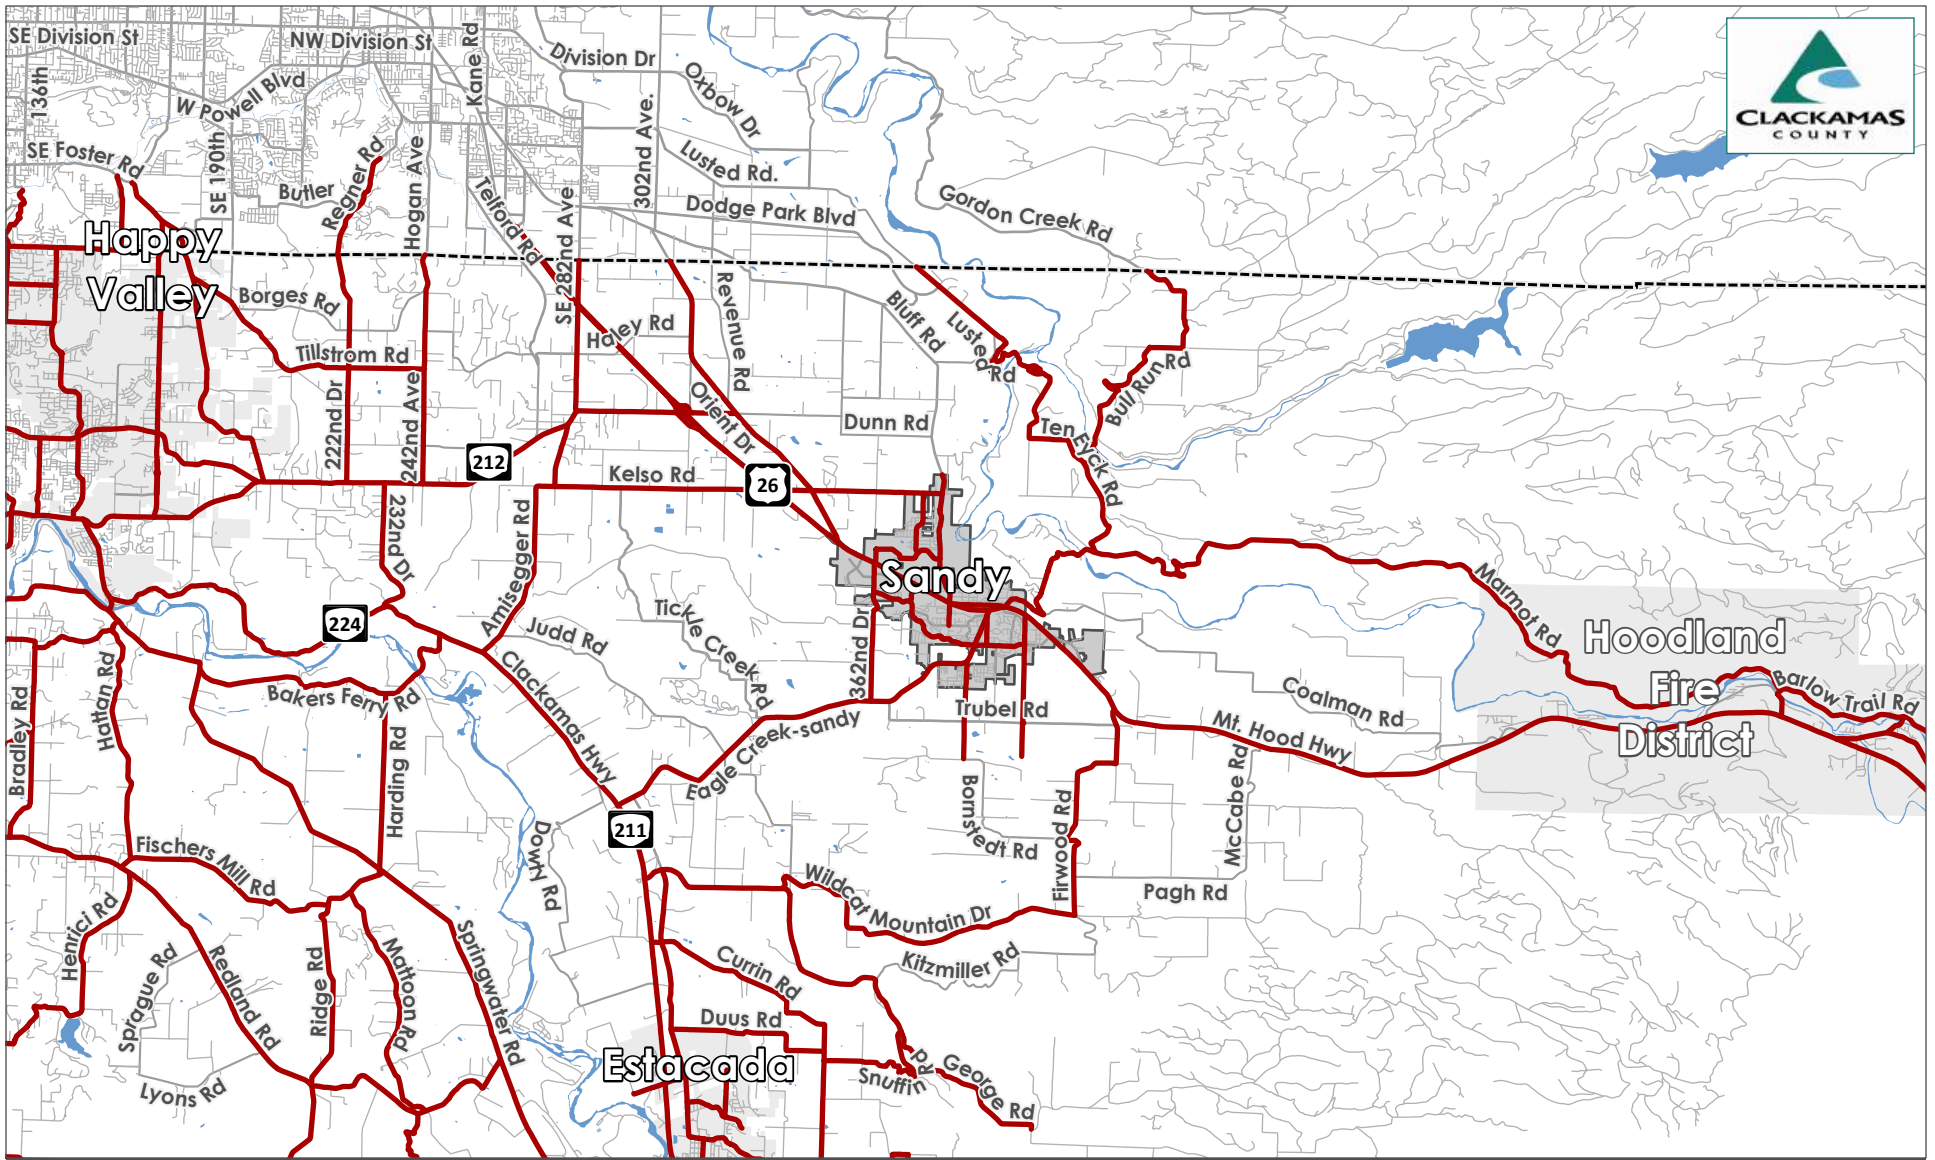 SE Division St
NW Division St
Kane Rd
Division Dr
Oxbow Dr
136th
W Powell Blvd
302nd Ave.
CLACKAMAS
COUNTY
SE Foster Rd
SE 190th
Regner Rd
Hogan Ave
Butler
Telford Rd
SE 282nd Ave
Lusted Rd.
Dodge Park Blvd
Gordon Creek Rd
Happy
Valley
Borges Rd
Tillstrom Rd
Haley Rd
Revenue Rd
Bluff Rd
Lusted Rd
Bull Run Rd
222nd Dr
242nd Ave
Orient Dr
Dunn Rd
Ten Eyck Rd
212
Kelso Rd
26
232nd Dr
Amisegger Rd
Sandy
224
Judd Rd
Tickle Creek Rd
362nd Dr
Marmot Rd
Hoodland
Fire
District
Bradley Rd
Hattan Rd
Bakers Ferry Rd
Clackamas Hwy
Trubel Rd
Coalman Rd
Barlow Trail Rd
Mt. Hood Hwy
Harding Rd
Eagle Creek-sandy
211
Bornstedt Rd
Firwood Rd
McCabe Rd
Fischers Mill Rd
Dowty Rd
Wildcat Mountain Dr
Pagh Rd
Henrici Rd
Sprague Rd
Redland Rd
Ridge Rd
Mattoon Rd
Springwater Rd
Currin Rd
Kitzmiller Rd
Duus Rd
Estacada
Snuffin Rd
George Rd
Lyons Rd